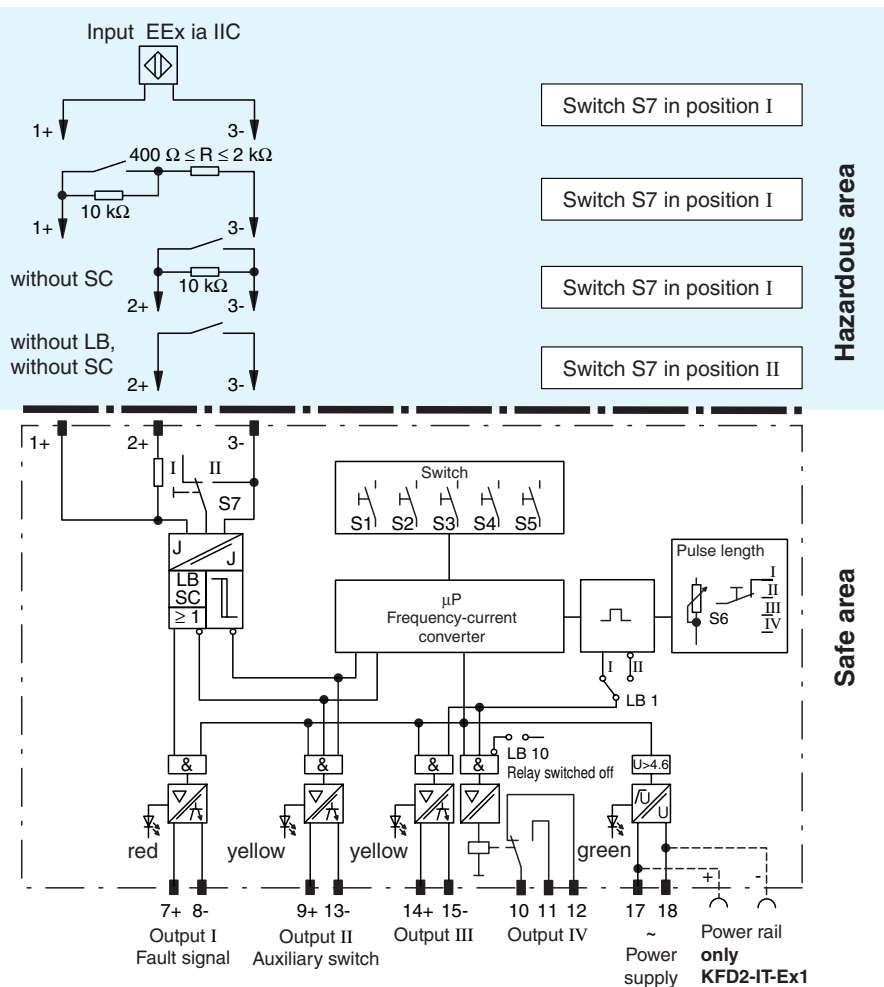 Input EEx ia IIC
1+ 3-
Switch S7 in position I
400 Ω ≤ R ≤ 2 kΩ
10 kΩ
1+ 3-
Switch S7 in position I
without SC
10 kΩ
2+ 3-
Switch S7 in position I
without LB,
without SC
2+ 3-
Switch S7 in position II
Hazardous area
1+ 2+ 3-
I II
S7
J
J
LB
SC
≥ 1
Switch
S1 S2 S3 S4 S5
µP
Frequency-current
converter
Pulse length
I
II
III
IV
S6
I II
LB 1
Safe area
LB 10
Relay switched off
& & & & U>4.6
U
U
red yellow yellow green
+ -
7+ 8- 9+ 13- 14+ 15- 10 11 12 17 18
Output I
Fault signal
Output II
Auxiliary switch
Output III
Output IV
~
Power
supply
Power rail
only
KFD2-IT-Ex1